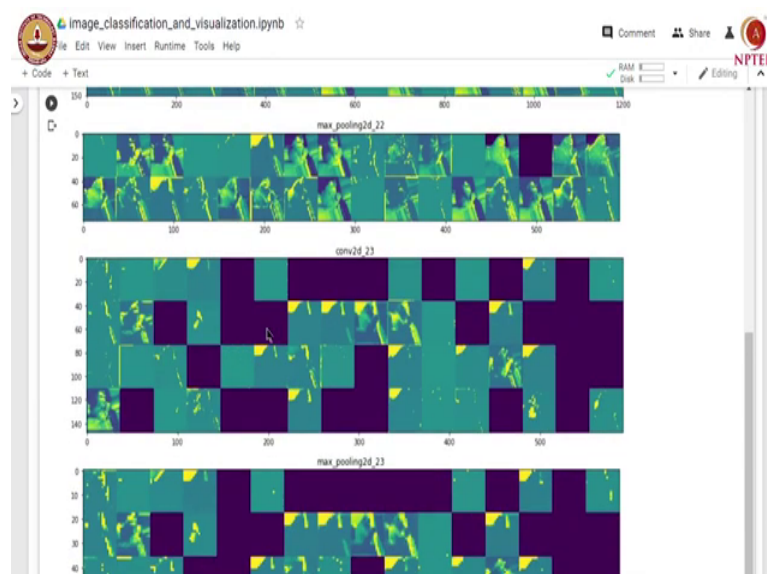 image_classification_and_visualization.ipynb
File Edit View Insert Runtime Tools Help
Comment Share
NPTEL
+ Code + Text
RAM
Disk
Editing
150
0 200 400 600 800 1000 1200
max_pooling2d_22
0
20
40
60
0 100 200 300 400 500
conv2d_23
0
20
40
60
80
100
120
140
0 100 200 300 400 500
max_pooling2d_23
0
10
20
30
40